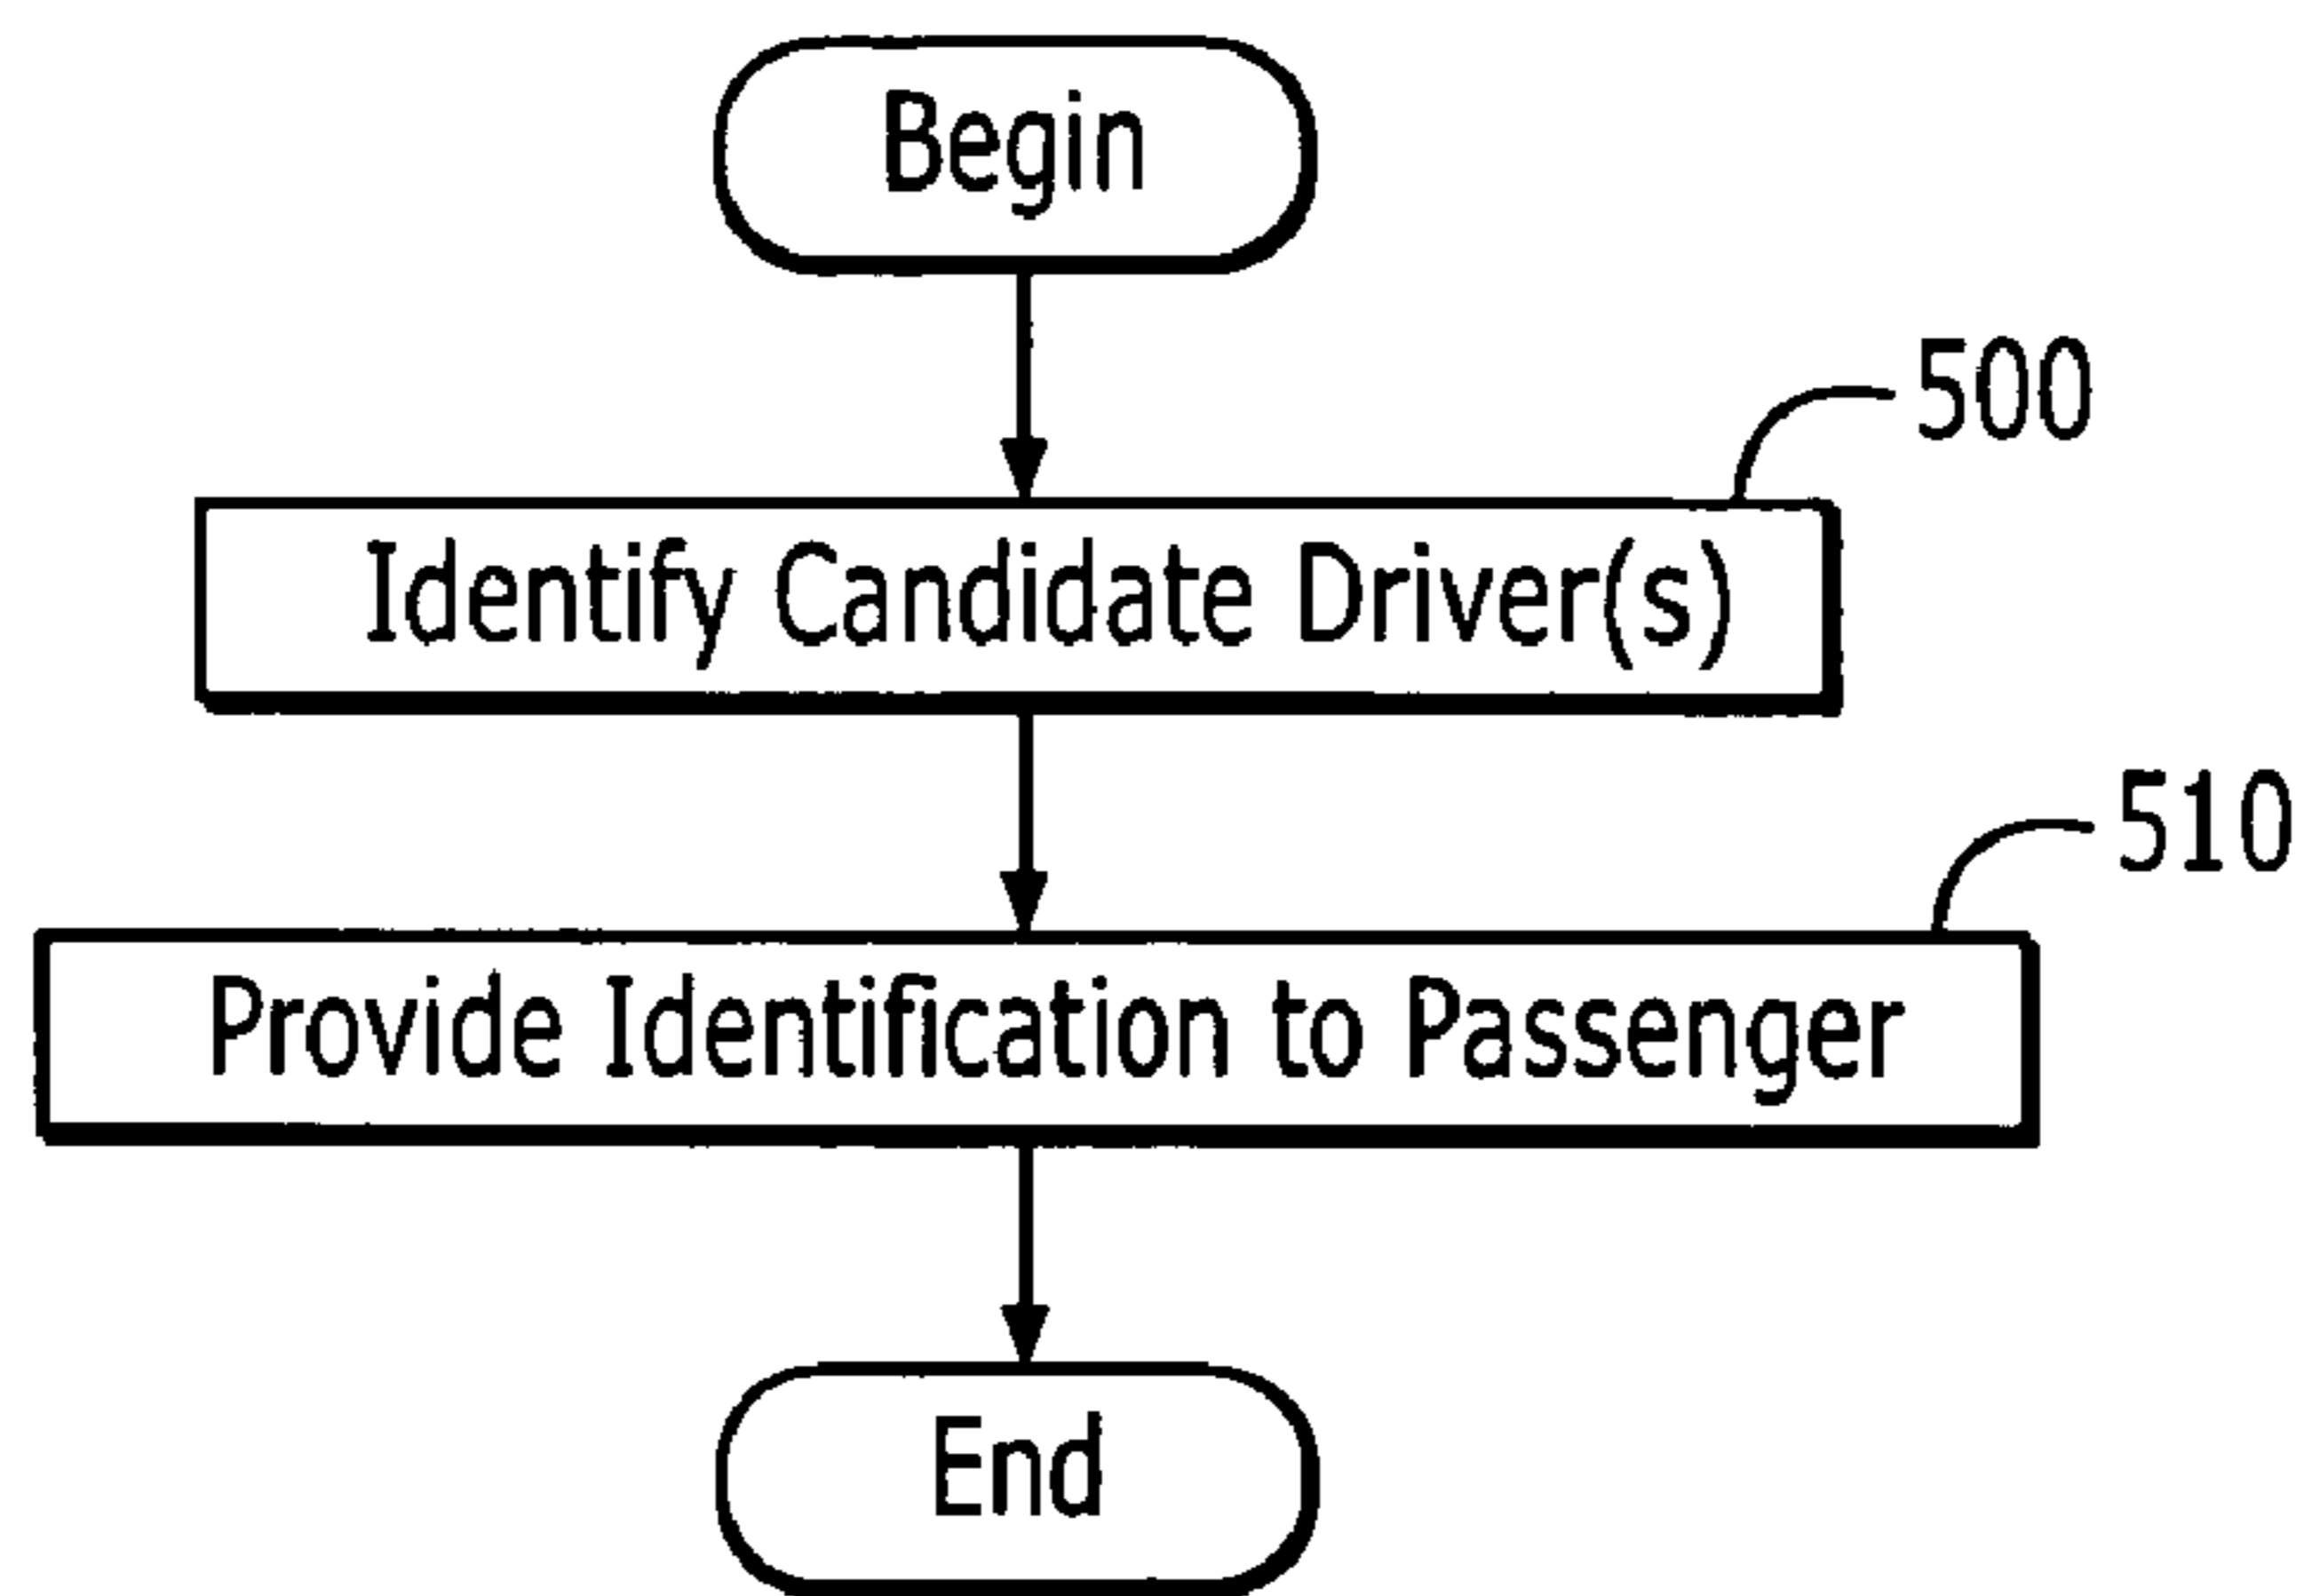 Begin
500
Identify Candidate Driver(s)
510
Provide Identification to Passenger
End